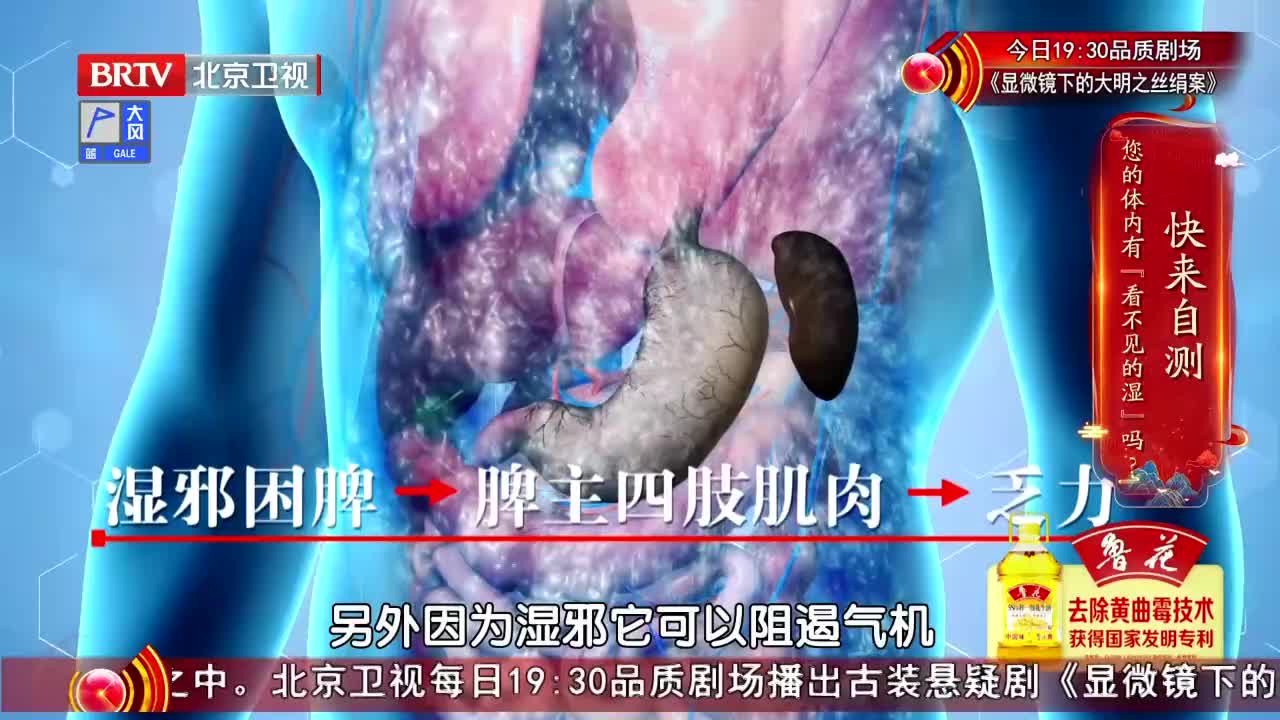 BRTV 北京卫视
大风
蓝 GALE
今日19:30品质剧场
《显微镜下的大明之丝绢案》
快来自测
您的体内有『看不见的湿』吗？
湿邪困脾 → 脾主四肢肌肉 → 乏力
鲁花
鲁花
去除黄曲霉技术
获得国家发明专利
另外因为湿邪它可以阻遏气机
之中。北京卫视每日19:30品质剧场播出古装悬疑剧《显微镜下的